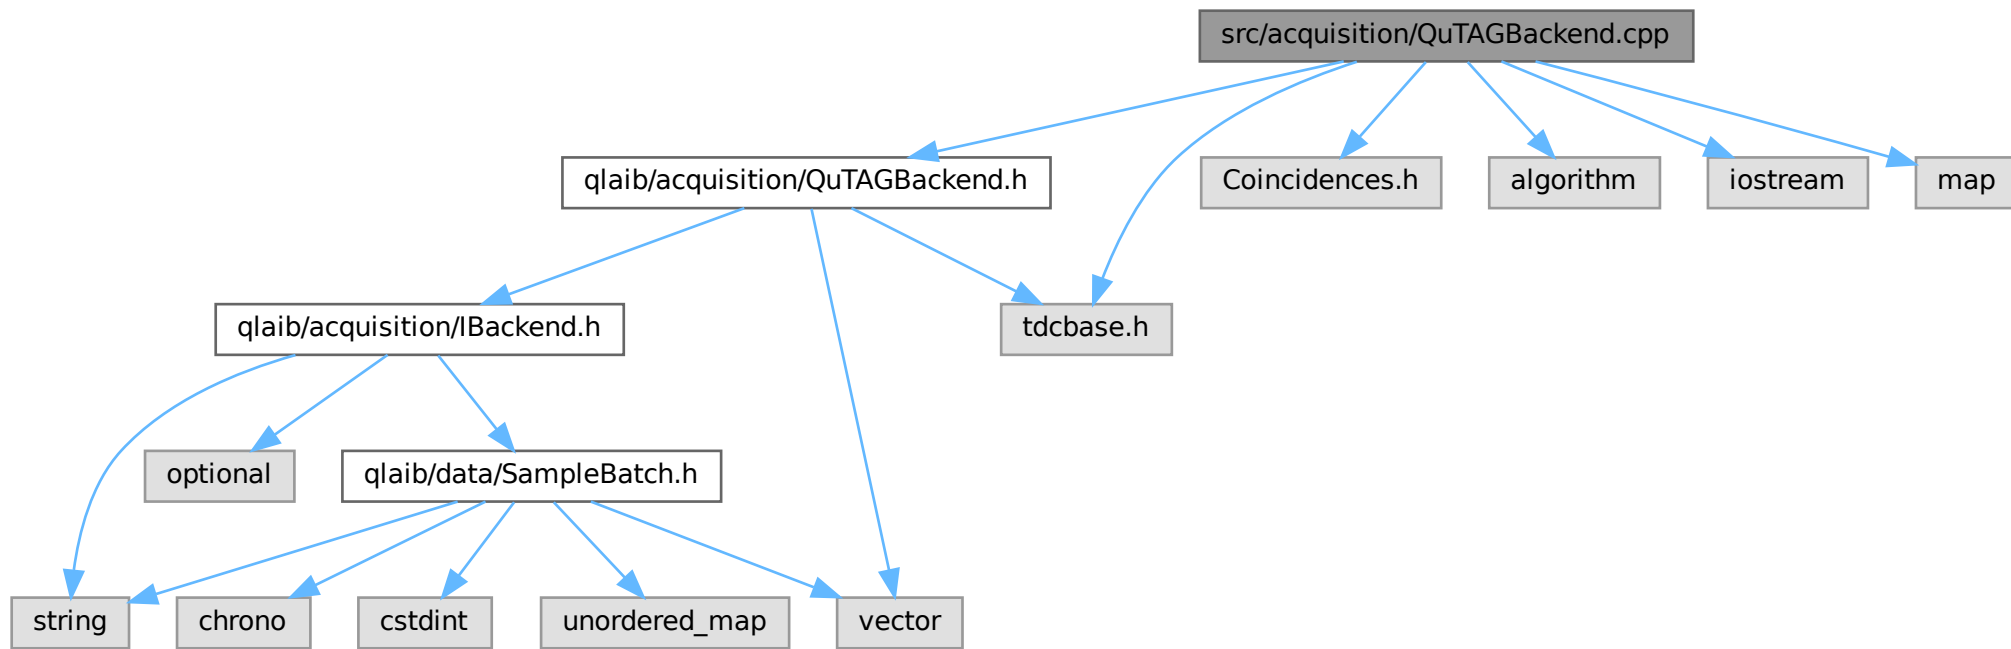 src/acquisition/QuTAGBackend.cpp
qlaib/acquisition/QuTAGBackend.h
Coincidences.h
algorithm
iostream
map
qlaib/acquisition/IBackend.h
tdcbase.h
optional
qlaib/data/SampleBatch.h
string
chrono
cstdint
unordered_map
vector